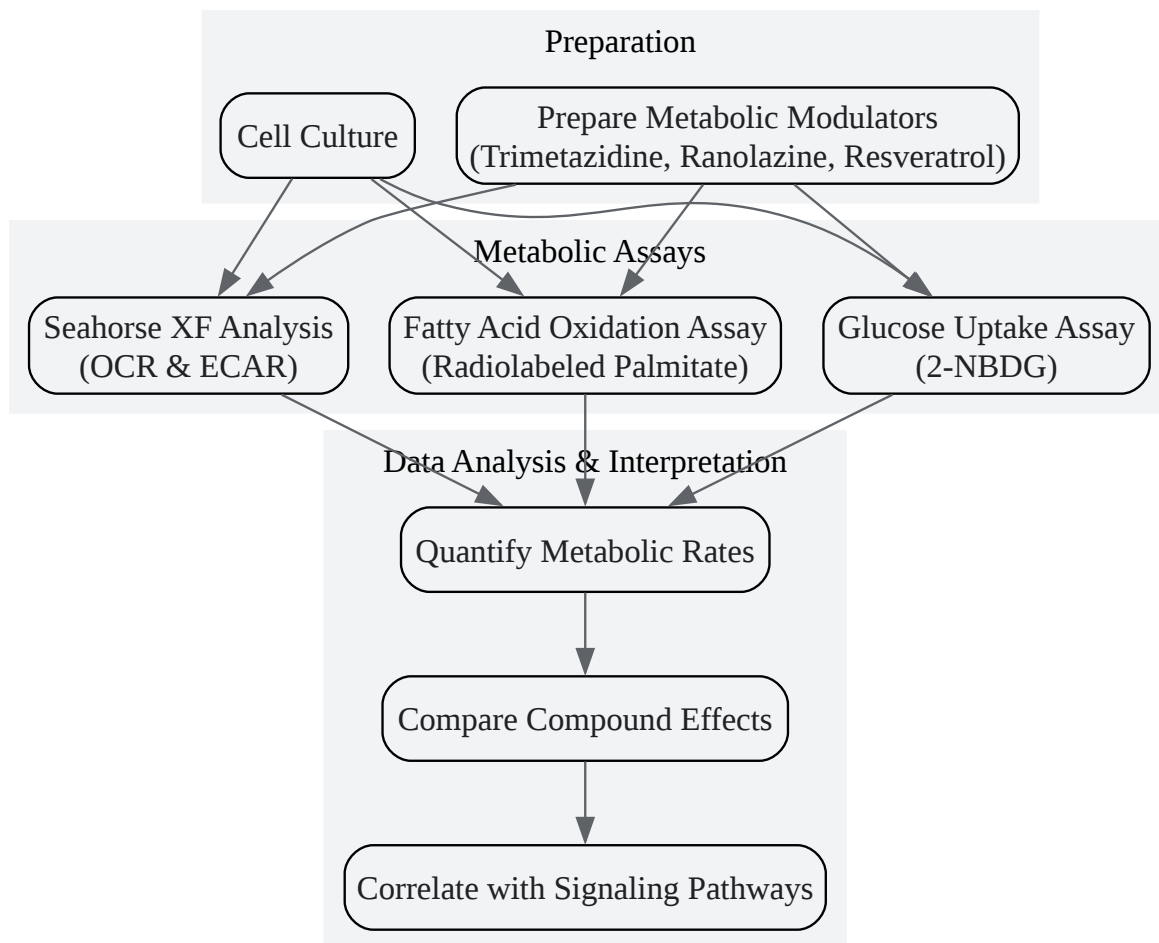 Preparation
Cell Culture
Prepare Metabolic Modulators
(Trimetazidine, Ranolazine, Resveratrol)
Metabolic Assays
Seahorse XF Analysis
(OCR & ECAR)
Fatty Acid Oxidation Assay
(Radiolabeled Palmitate)
Glucose Uptake Assay
(2-NBDG)
Data Analysis & Interpretation
Quantify Metabolic Rates
Compare Compound Effects
Correlate with Signaling Pathways